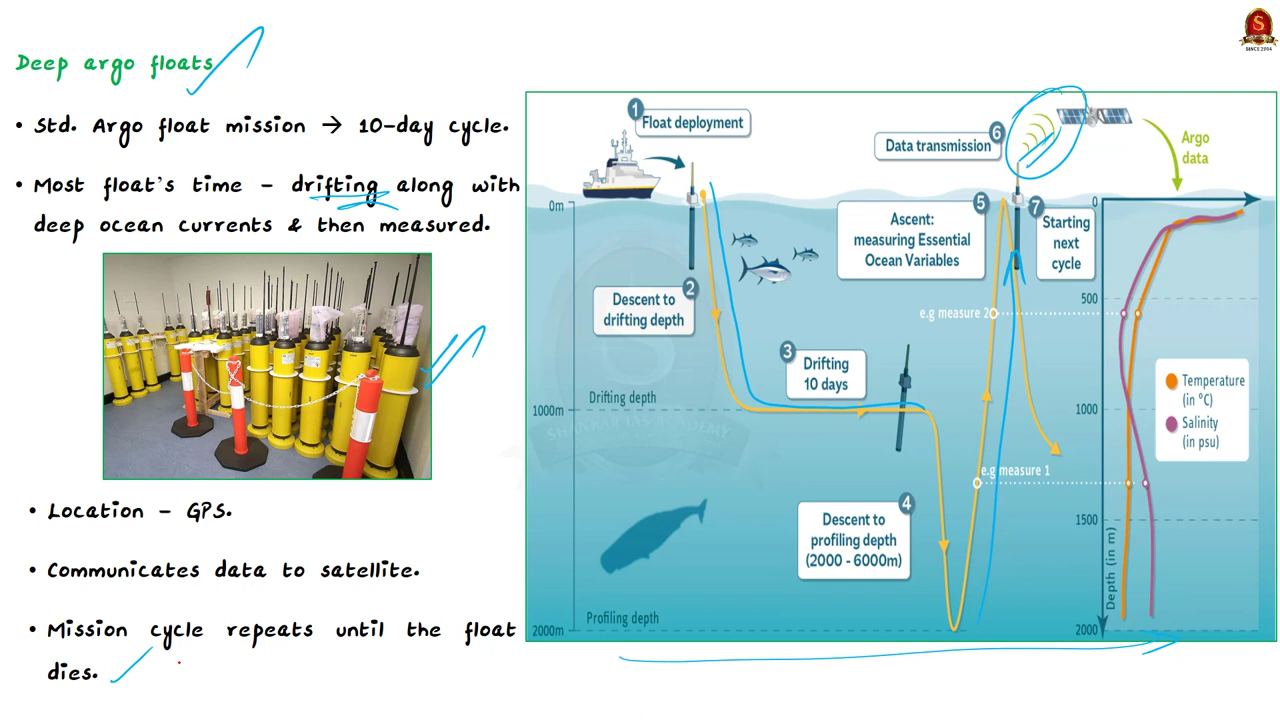 SINCE 2004
Deep argo floats
• Std. Argo float mission → 10-day cycle.
• Most float's time - drifting along with
deep ocean currents & then measured.
• Location - GPS.
• Communicates data to satellite.
• Mission cycle repeats until the float
dies.
1
Float deployment
Data transmission
6
Argo
data
0m
2
Descent to
drifting depth
Ascent:
measuring Essential
Ocean Variables
5
7
Starting
next
cycle
0
500
e.g measure 2
3
Drifting
10 days
Drifting depth
1000m
1000
Temperature
(in ºC)
Salinity
(in psu)
e.g measure 1
4
Descent to
profiling depth
(2000 - 6000m)
1500
Depth (in m)
Profiling depth
2000m
2000
SHANKAR IAS ACADEMY